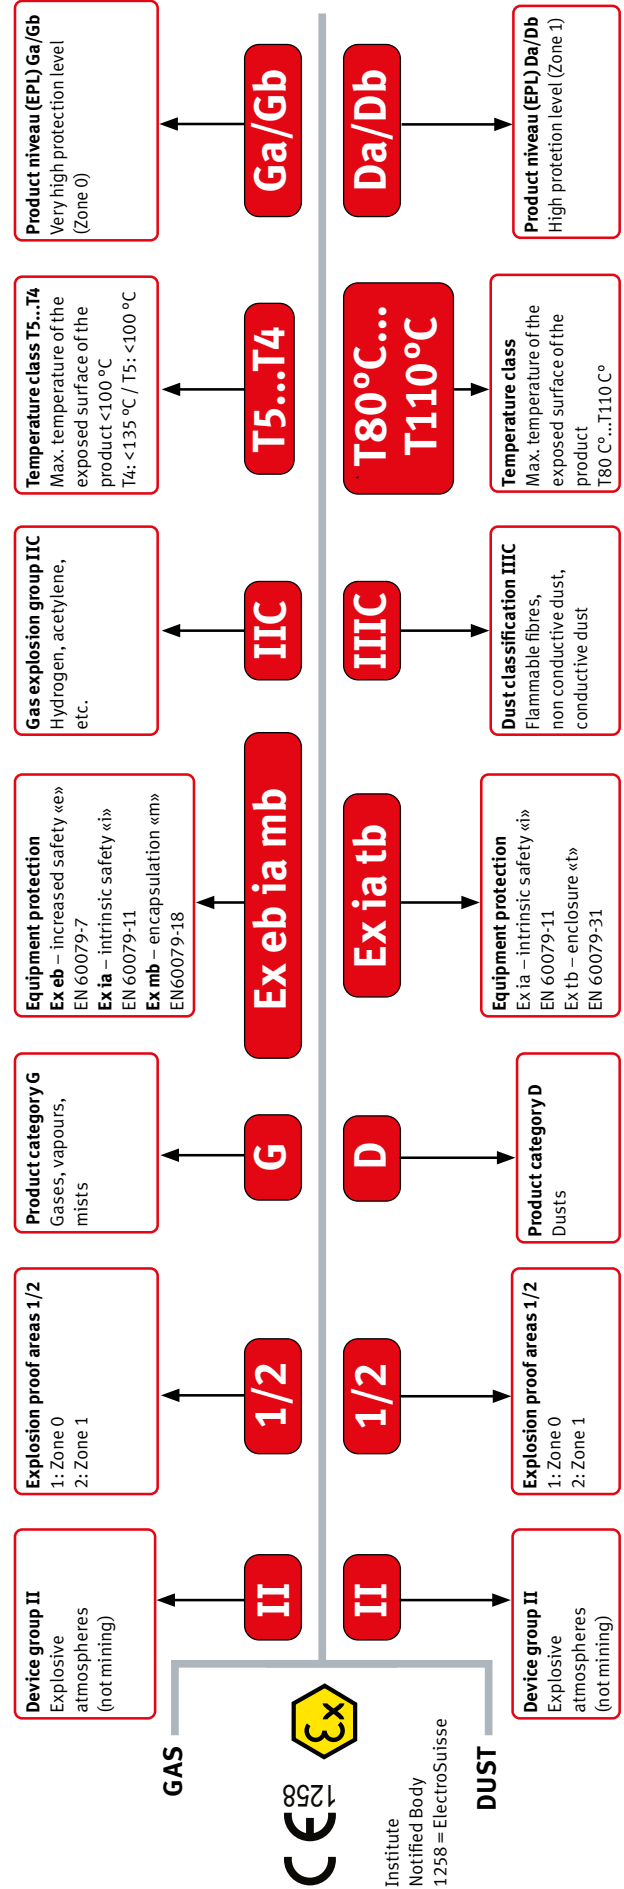 GAS
Device group II
Explosive
atmospheres
(not mining)
Explosion proof areas 1/2
1: Zone 0
2: Zone 1
Product category G
Gases, vapours,
mists
Equipment protection
Ex eb – increased safety «e»
EN 60079-7
Ex ia – intrinsic safety «i»
EN 60079-11
Ex mb – encapsulation «m»
EN60079-18
Gas explosion group IIC
Hydrogen, acetylene,
etc.
Temperature class T5...T4
Max. temperature of the
exposed surface of the
product <100 °C
T4: <135 °C / T5: <100 °C
Product niveau (EPL) Ga/Gb
Very high protection level
(Zone 0)
II
1/2
G
Ex eb ia mb
IIC
T5...T4
Ga/Gb
CE
1258
Ex
Institute
Notified Body
1258 = ElectroSuisse
II
1/2
D
Ex ia tb
IIIC
T80°C...
T110°C
Da/Db
DUST
Device group II
Explosive
atmospheres
(not mining)
Explosion proof areas 1/2
1: Zone 0
2: Zone 1
Product category D
Dusts
Equipment protection
Ex ia – intrinsic safety «i»
EN 60079-11
Ex tb – enclosure «t»
EN 60079-31
Dust classification IIIC
Flammable fibres,
non conductive dust,
conductive dust
Temperature class
Max. temperature of the
exposed surface of the
product
T80 C°...T110 C°
Product niveau (EPL) Da/Db
High protetion level (Zone 1)